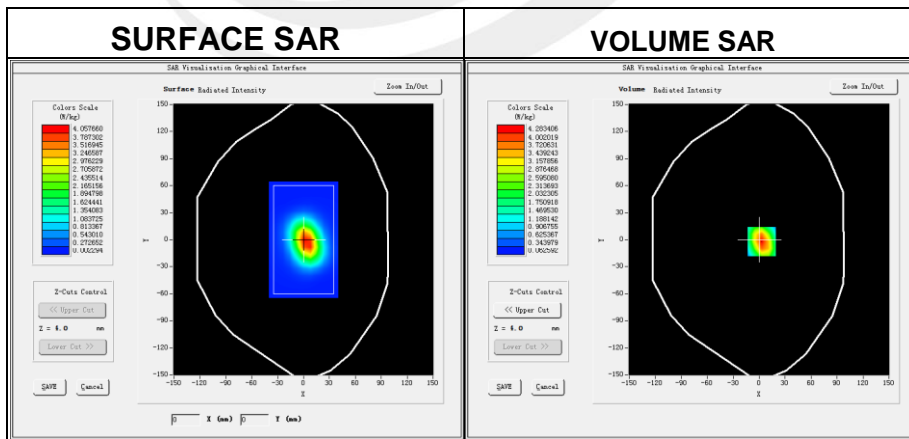 SURFACE SAR
VOLUME SAR
SAR Visualisation Graphical Interface
Surface Radiated Intensity
Zoom In/Out
Colors Scale
(W/kg)
4.057660
3.787302
3.516945
3.246587
2.976229
2.705872
2.435514
2.165156
1.894798
1.624441
1.354083
1.083725
0.813367
0.543010
0.272652
0.002294
Z-Cuts Control
<< Upper Cut
Z = 4.0 mm
Lower Cut >>
SAVE
Cancel
150
120
90
60
30
0
-30
-60
-90
-120
-150
Y
-150 -120 -90 -60 -30 0 30 60 90 120 150
X
0 X (mm) 0 Y (mm)
SAR Visualisation Graphical Interface
Volume Radiated Intensity
Zoom In/Out
Colors Scale
(W/kg)
4.283406
4.002019
3.720631
3.439243
3.157856
2.876468
2.595080
2.313693
2.032305
1.750918
1.469530
1.188142
0.906755
0.625367
0.343979
0.062592
Z-Cuts Control
<< Upper Cut
Z = 4.0 mm
Lower Cut >>
SAVE
Cancel
150
120
90
60
30
0
-30
-60
-90
-120
-150
Y
-150 -120 -90 -60 -30 0 30 60 90 120 150
X